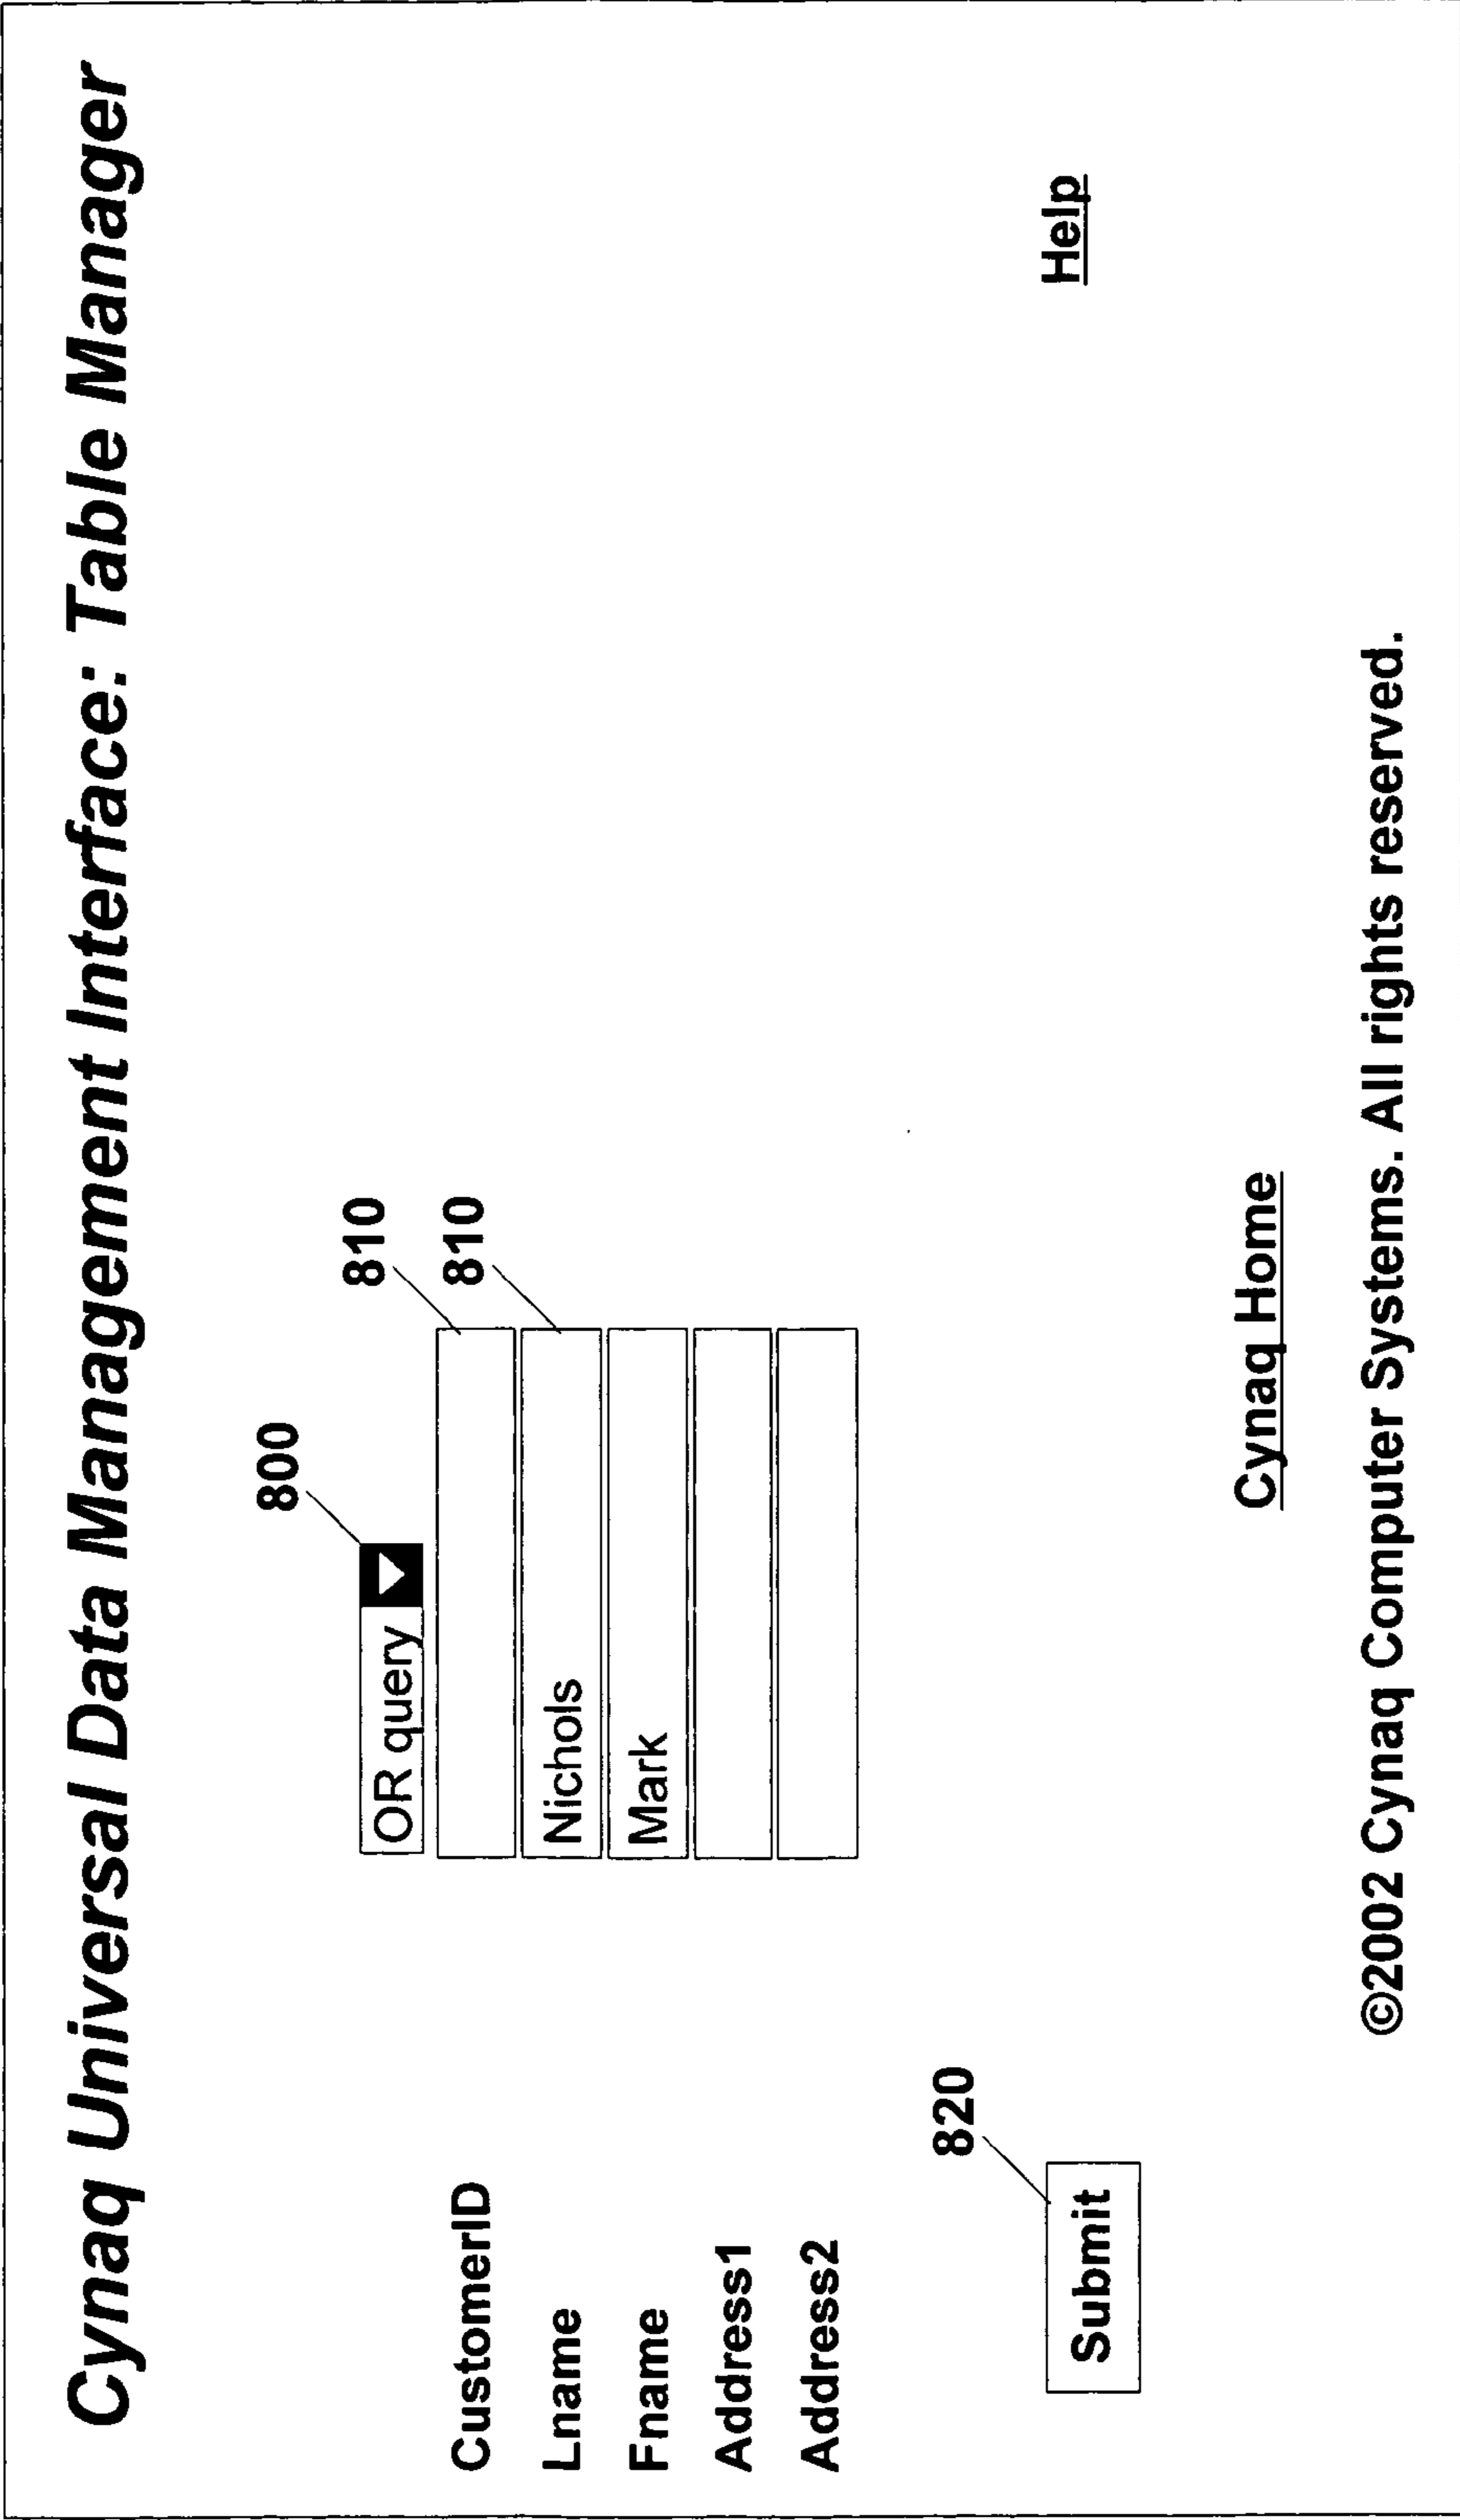 Cynaq Universal Data Management Interface: Table Manager
800
OR query
810
CustomerID
810
Lname Nichols
Fname Mark
Address1
Address2
820
Submit
Help
Cynaq Home
©2002 Cynaq Computer Systems. All rights reserved.